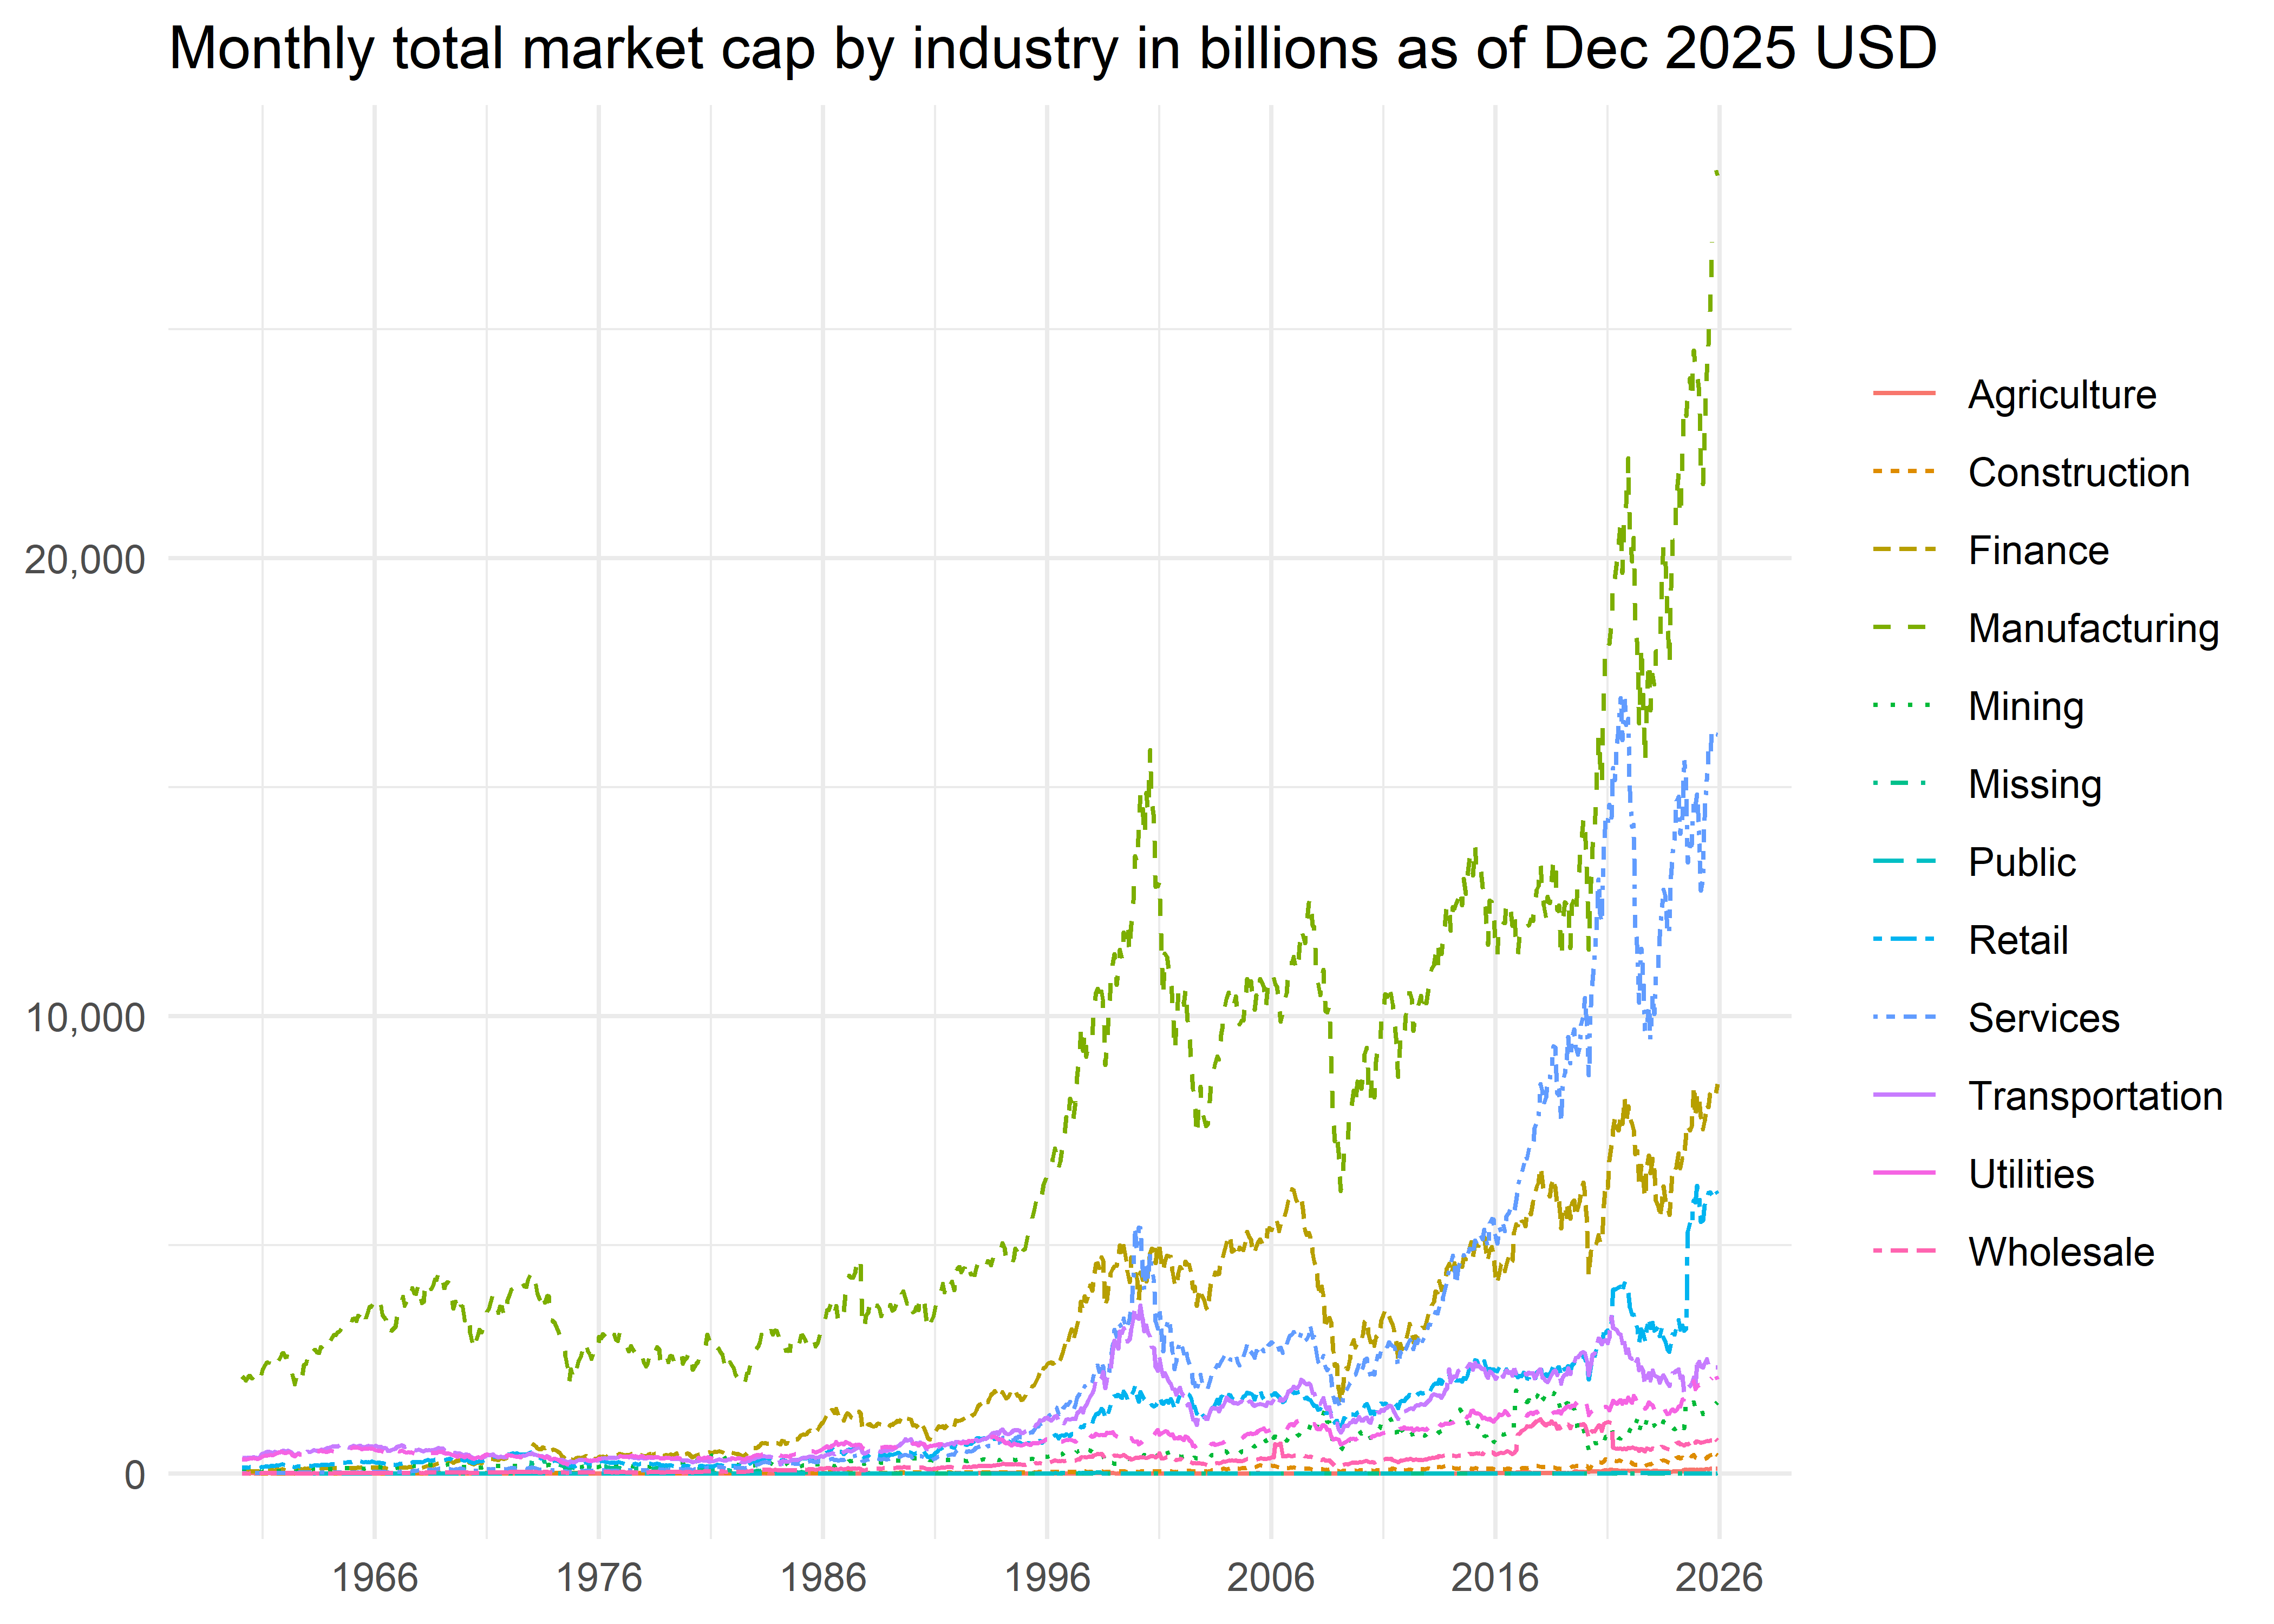 Monthly total market cap by industry in billions as of Dec 2025 USD
20,000
10,000
0
1966 1976 1986 1996 2006 2016 2026
Agriculture
Construction
Finance
Manufacturing
Mining
Missing
Public
Retail
Services
Transportation
Utilities
Wholesale